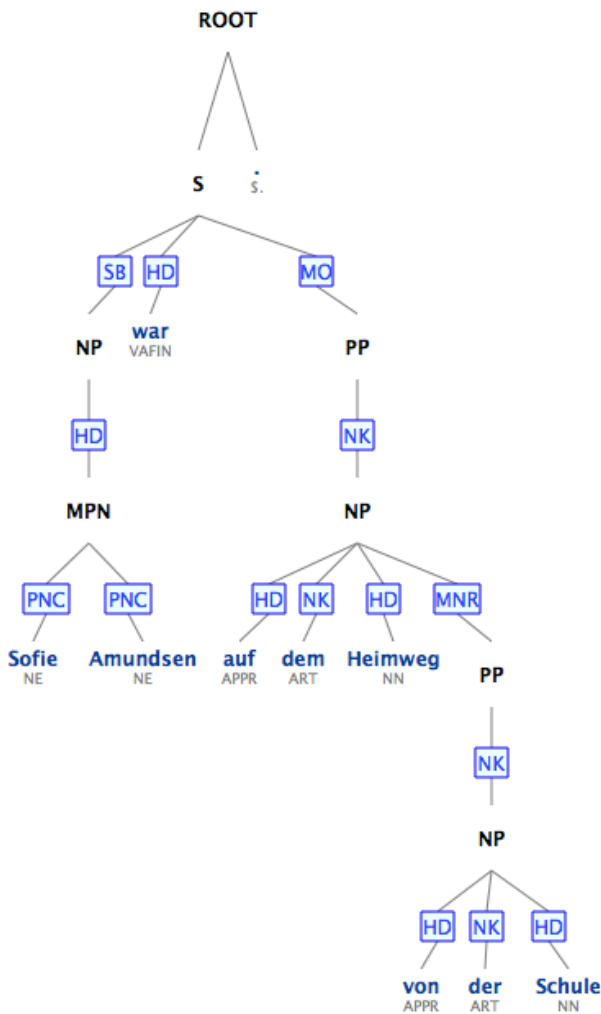 ROOT
S .
$.
SB HD MO
NP war PP
VAFIN
HD NK
MPN NP
PNC PNC HD NK HD MNR
Sofie Amundsen auf dem Heimweg PP
NE NE APPR ART NN
NK
NP
HD NK HD
von der Schule
APPR ART NN